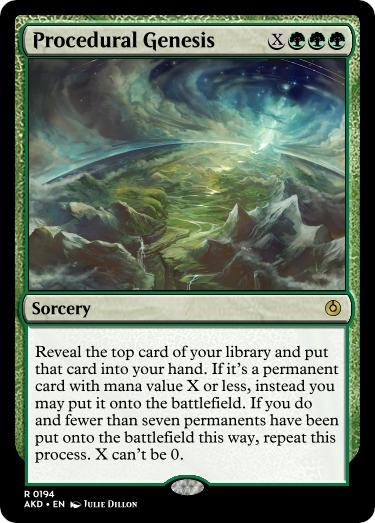 Procedural Genesis X
Sorcery
Reveal the top card of your library and put
that card into your hand. If it's a permanent
card with mana value X or less, instead you
may put it onto the battlefield. If you do
and fewer than seven permanents have been
put onto the battlefield this way, repeat this
process. X can't be 0.
R 0194
AKD • EN Julie Dillon